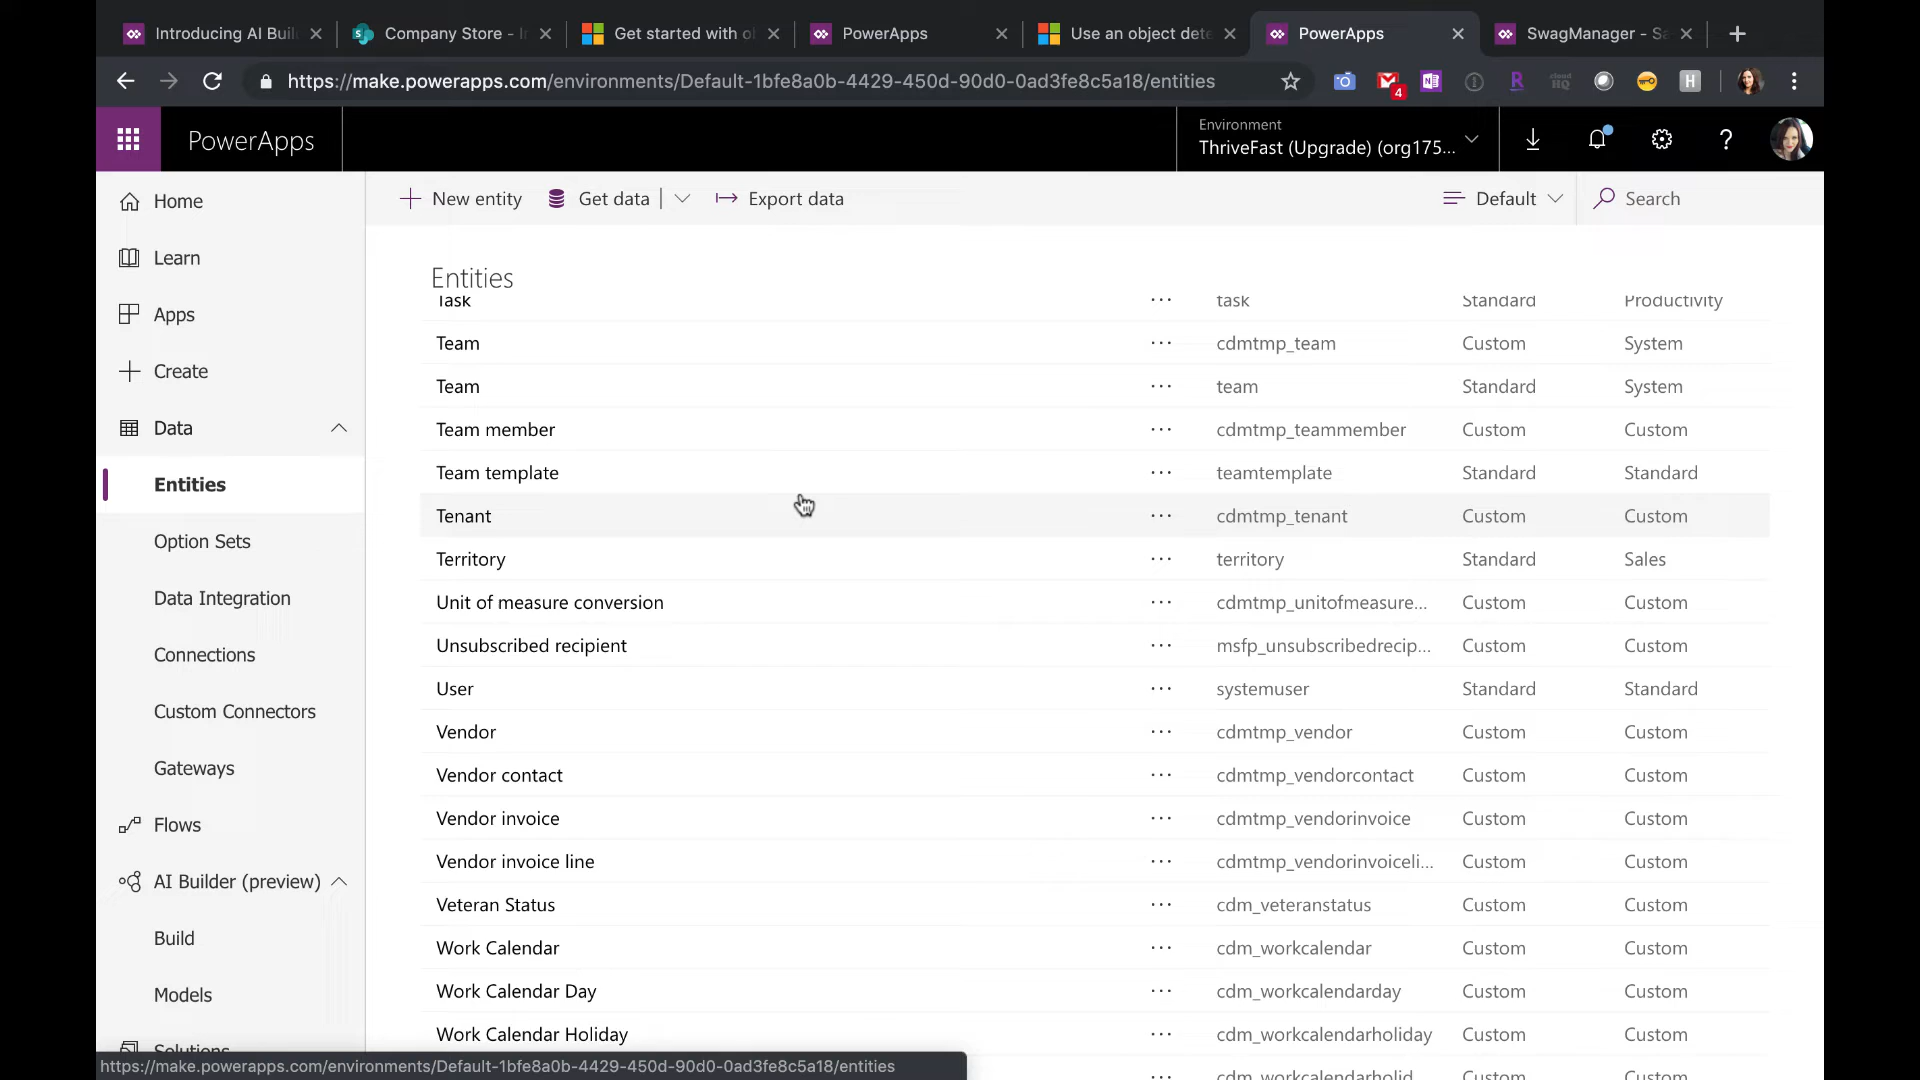 Introducing AI Buil
Company Store - I
Get started with ol
PowerApps
Use an object dete
PowerApps
SwagManager - Sa
https://make.powerapps.com/environments/Default-1bfe8a0b-4429-450d-90d0-0ad3fe8c5a18/entities
4
PowerApps
Environment
ThriveFast (Upgrade) (org175...
Home
Learn
Apps
Create
Data
Entities
Option Sets
Data Integration
Connections
Custom Connectors
Gateways
Flows
AI Builder (preview)
Build
Models
Solutions
New entity
Get data
Export data
Default
Search
Entities
Task ... task Standard Productivity
Team ... cdmtmp_team Custom System
Team ... team Standard System
Team member ... cdmtmp_teammember Custom Custom
Team template ... teamtemplate Standard Standard
Tenant ... cdmtmp_tenant Custom Custom
Territory ... territory Standard Sales
Unit of measure conversion ... cdmtmp_unitofmeasure... Custom Custom
Unsubscribed recipient ... msfp_unsubscribedrecip... Custom Custom
User ... systemuser Standard Standard
Vendor ... cdmtmp_vendor Custom Custom
Vendor contact ... cdmtmp_vendorcontact Custom Custom
Vendor invoice ... cdmtmp_vendorinvoice Custom Custom
Vendor invoice line ... cdmtmp_vendorinvoiceli... Custom Custom
Veteran Status ... cdm_veteranstatus Custom Custom
Work Calendar ... cdm_workcalendar Custom Custom
Work Calendar Day ... cdm_workcalendarday Custom Custom
Work Calendar Holiday ... cdm_workcalendarholiday Custom Custom
... cdm_workcalendarholid Custom Custom
https://make.powerapps.com/environments/Default-1bfe8a0b-4429-450d-90d0-0ad3fe8c5a18/entities